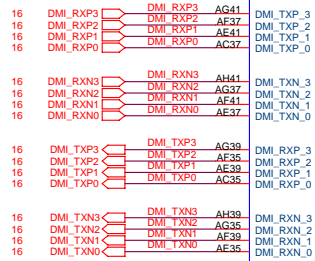 16 DMI_RXP3 DMI_RXP3 AG41 DMI_TXP_3
16 DMI_RXP2 DMI_RXP2 AF37 DMI_TXP_2
16 DMI_RXP1 DMI_RXP1 AE41 DMI_TXP_1
16 DMI_RXP0 DMI_RXP0 AC37 DMI_TXP_0
16 DMI_RXN3 DMI_RXN3 AH41 DMI_TXN_3
16 DMI_RXN2 DMI_RXN2 AG37 DMI_TXN_2
16 DMI_RXN1 DMI_RXN1 AF41 DMI_TXN_1
16 DMI_RXN0 DMI_RXN0 AE37 DMI_TXN_0
16 DMI_TXP3 DMI_TXP3 AG39 DMI_RXP_3
16 DMI_TXP2 DMI_TXP2 AF35 DMI_RXP_2
16 DMI_TXP1 DMI_TXP1 AE39 DMI_RXP_1
16 DMI_TXP0 DMI_TXP0 AC35 DMI_RXP_0
16 DMI_TXN3 DMI_TXN3 AH39 DMI_RXN_3
16 DMI_TXN2 DMI_TXN2 AG35 DMI_RXN_2
16 DMI_TXN1 DMI_TXN1 AF39 DMI_RXN_1
16 DMI_TXN0 DMI_TXN0 AE35 DMI_RXN_0